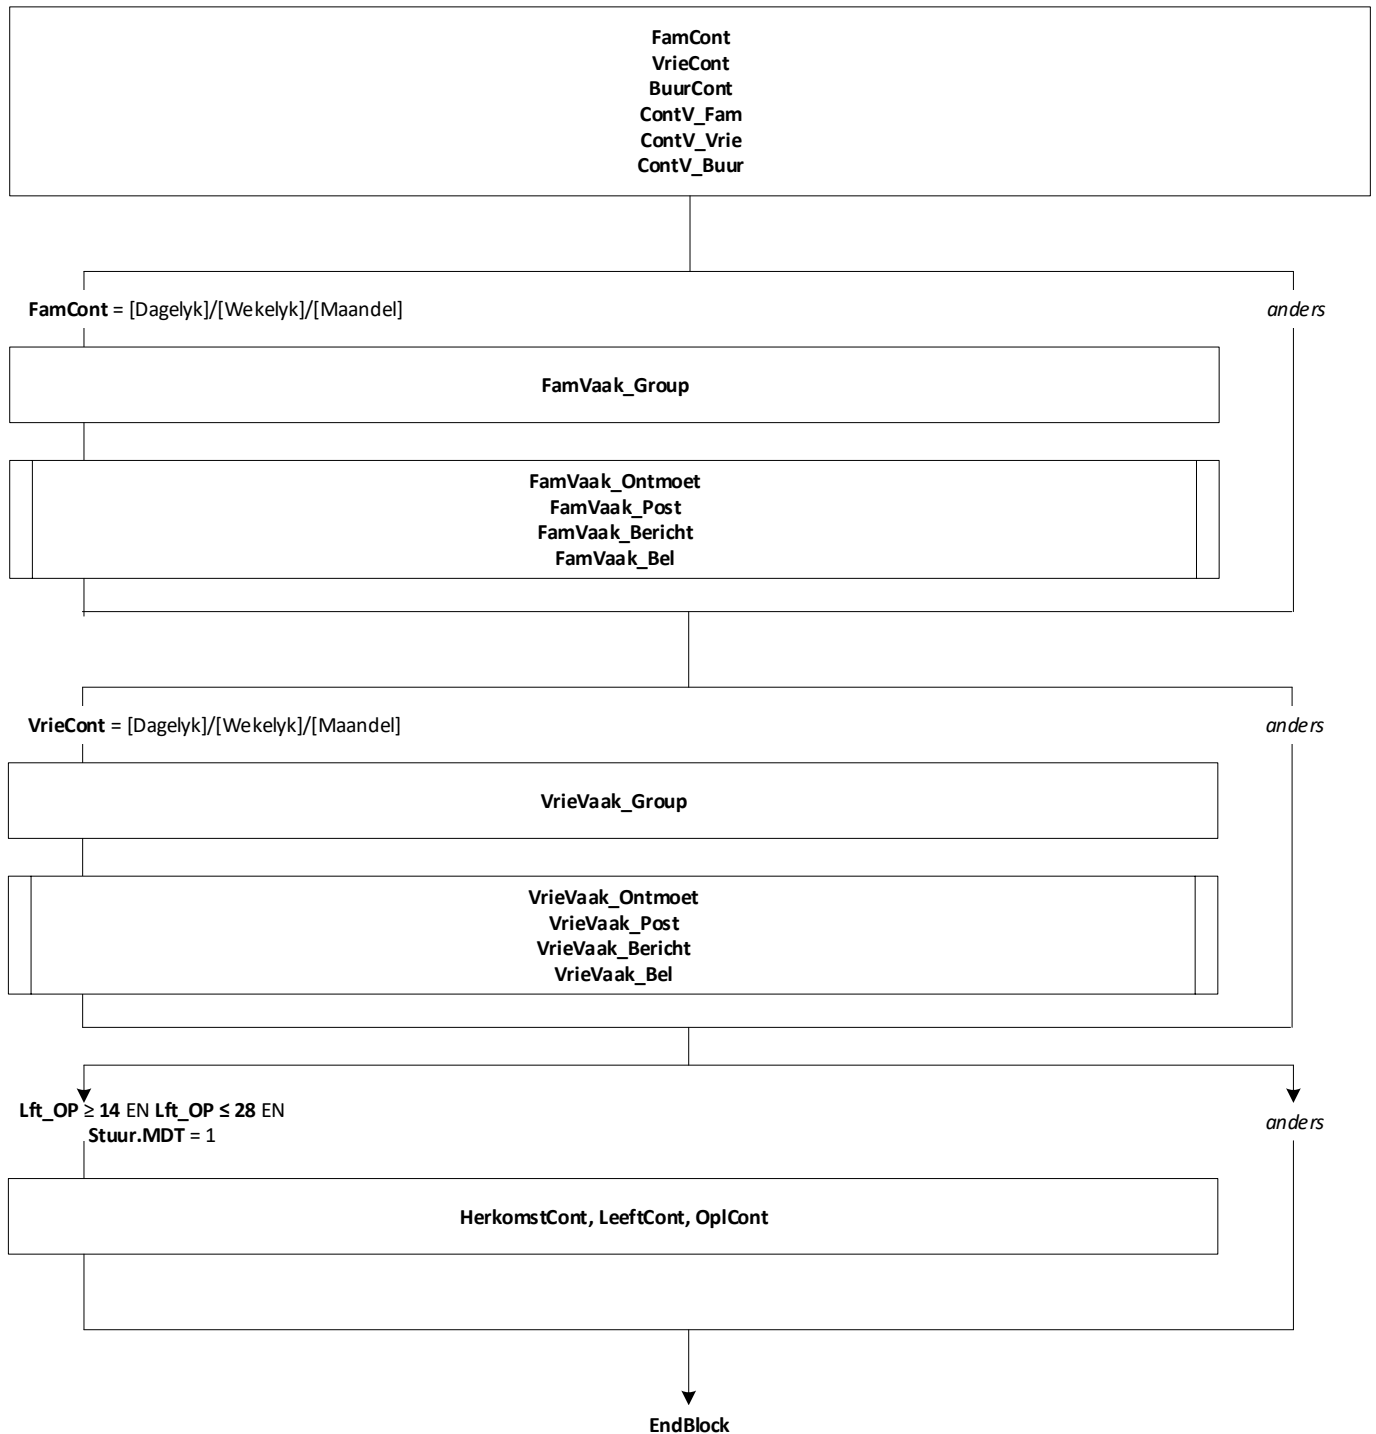 FamCont
VrieCont
BuurCont
ContV_Fam
ContV_Vrie
ContV_Buur
FamCont = [Dagelyk]/[Wekelyk]/[Maandel]
anders
FamVaak_Group
FamVaak_Ontmoet
FamVaak_Post
FamVaak_Bericht
FamVaak_Bel
VrieCont = [Dagelyk]/[Wekelyk]/[Maandel]
anders
VrieVaak_Group
VrieVaak_Ontmoet
VrieVaak_Post
VrieVaak_Bericht
VrieVaak_Bel
Lft_OP ≥ 14 EN Lft_OP ≤ 28 EN
Stuur.MDT = 1
anders
HerkomstCont, LeeftCont, OplCont
EndBlock